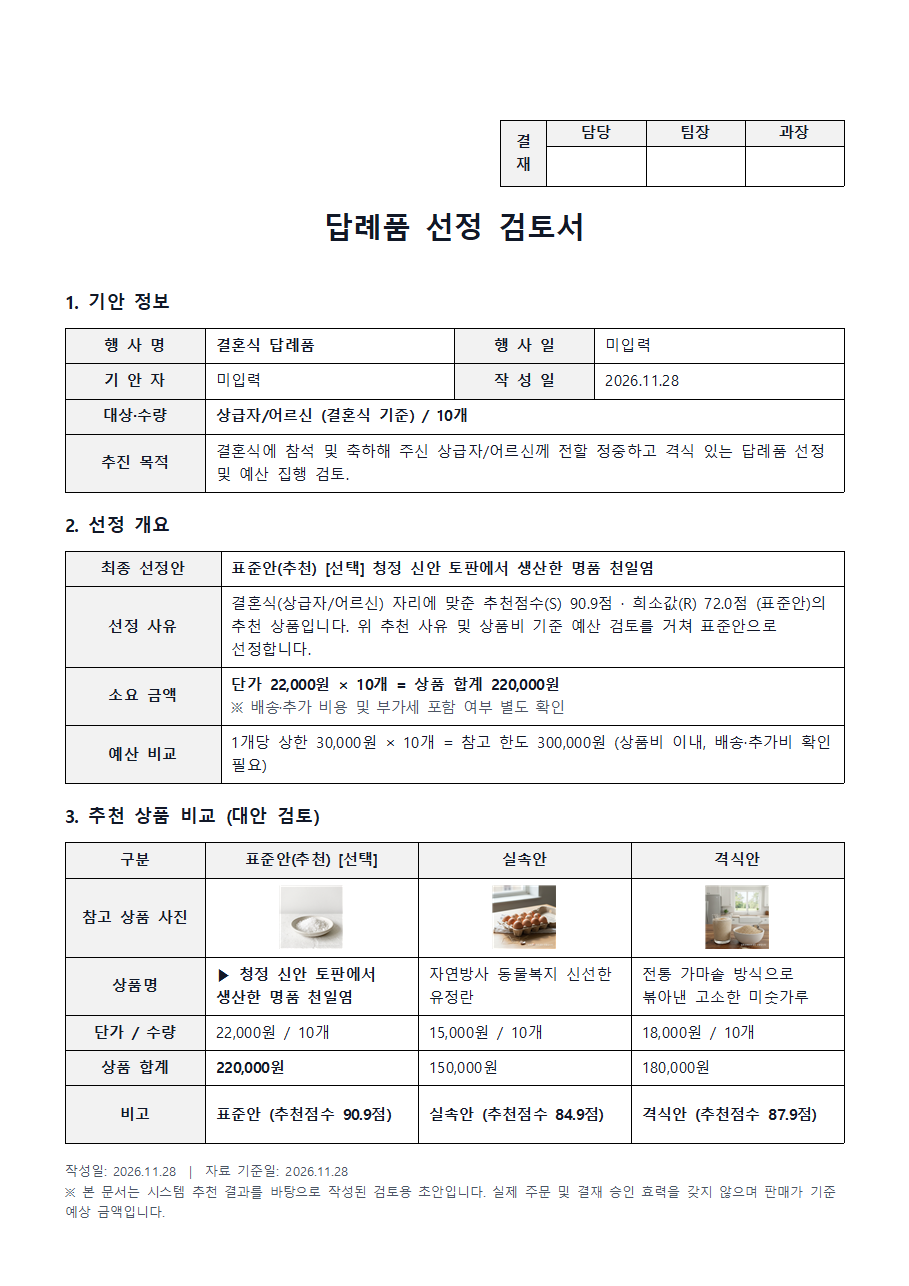 결재 담당 팀장 과장
답례품 선정 검토서
1. 기안 정보
행 사 명 결혼식 답례품 행 사 일 미입력
기 안 자 미입력 작 성 일 2026.11.28
대상·수량 상급자/어르신 (결혼식 기준) / 10개
추진 목적 결혼식에 참석 및 축하해 주신 상급자/어르신께 전할 정중하고 격식 있는 답례품 선정
및 예산 집행 검토.
2. 선정 개요
최종 선정안 표준안(추천) [선택] 청정 신안 토판에서 생산한 명품 천일염
선정 사유 결혼식(상급자/어르신) 자리에 맞춘 추천점수(S) 90.9점 · 희소값(R) 72.0점 (표준안)의
추천 상품입니다. 위 추천 사유 및 상품비 기준 예산 검토를 거쳐 표준안으로
선정합니다.
소요 금액 단가 22,000원 × 10개 = 상품 합계 220,000원
※ 배송·추가 비용 및 부가세 포함 여부 별도 확인
예산 비교 1개당 상한 30,000원 × 10개 = 참고 한도 300,000원 (상품비 이내, 배송·추가비 확인
필요)
3. 추천 상품 비교 (대안 검토)
구분 표준안(추천) [선택] 실속안 격식안
참고 상품 사진
상품명 ▶ 청정 신안 토판에서 생산한 명품 천일염 자연방사 동물복지 신선한 유정란 전통 가마솥 방식으로 볶아낸 고소한 미숫가루
단가 / 수량 22,000원 / 10개 15,000원 / 10개 18,000원 / 10개
상품 합계 220,000원 150,000원 180,000원
비고 표준안 (추천점수 90.9점) 실속안 (추천점수 84.9점) 격식안 (추천점수 87.9점)
작성일: 2026.11.28 | 자료 기준일: 2026.11.28
※ 본 문서는 시스템 추천 결과를 바탕으로 작성된 검토용 초안입니다. 실제 주문 및 결재 승인 효력을 갖지 않으며 판매가 기준
예상 금액입니다.